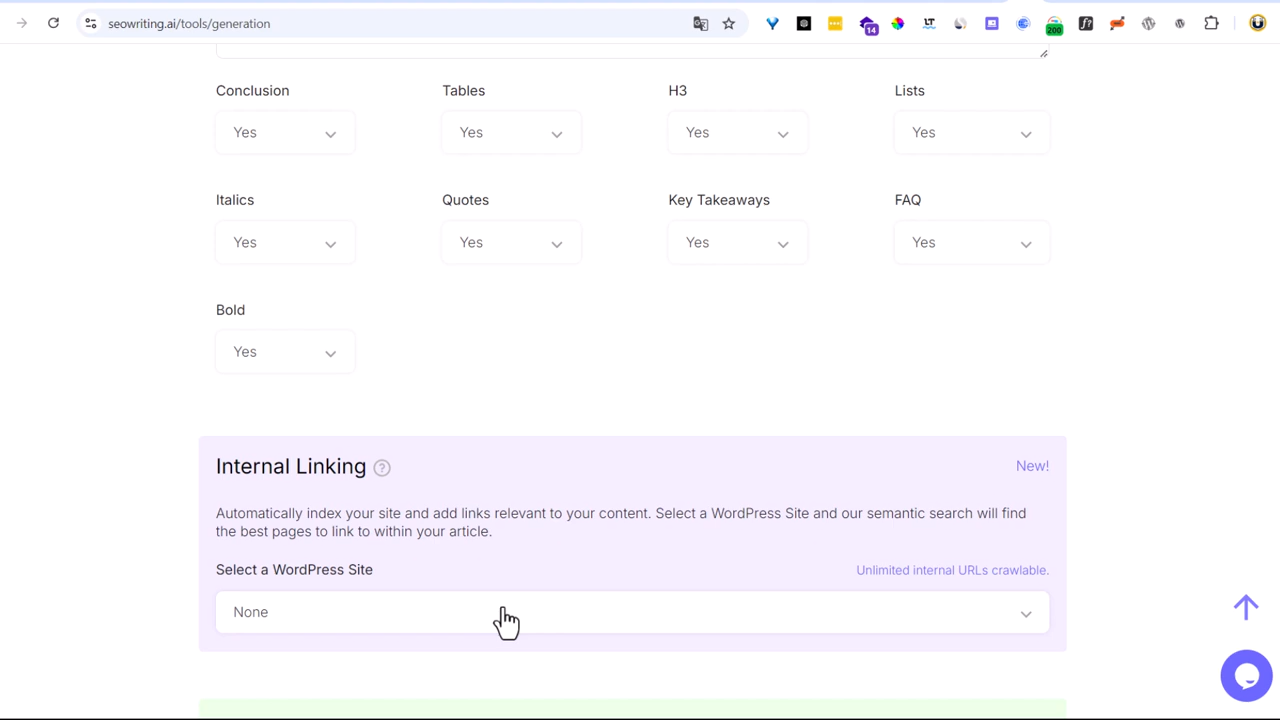 seowriting.ai/tools/generation
14
LT
200
f?
Conclusion Tables H3 Lists
Yes Yes Yes Yes
Italics Quotes Key Takeaways FAQ
Yes Yes Yes Yes
Bold
Yes
Internal Linking ? New!
Automatically index your site and add links relevant to your content. Select a WordPress Site and our semantic search will find
the best pages to link to within your article.
Select a WordPress Site Unlimited internal URLs crawlable.
None